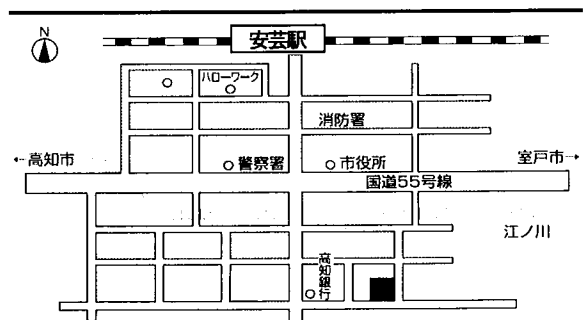 N
安芸駅
ハローワーク
消防署
←高知市
警察署
市役所
室戸市→
国道55号線
江ノ川
高知銀行